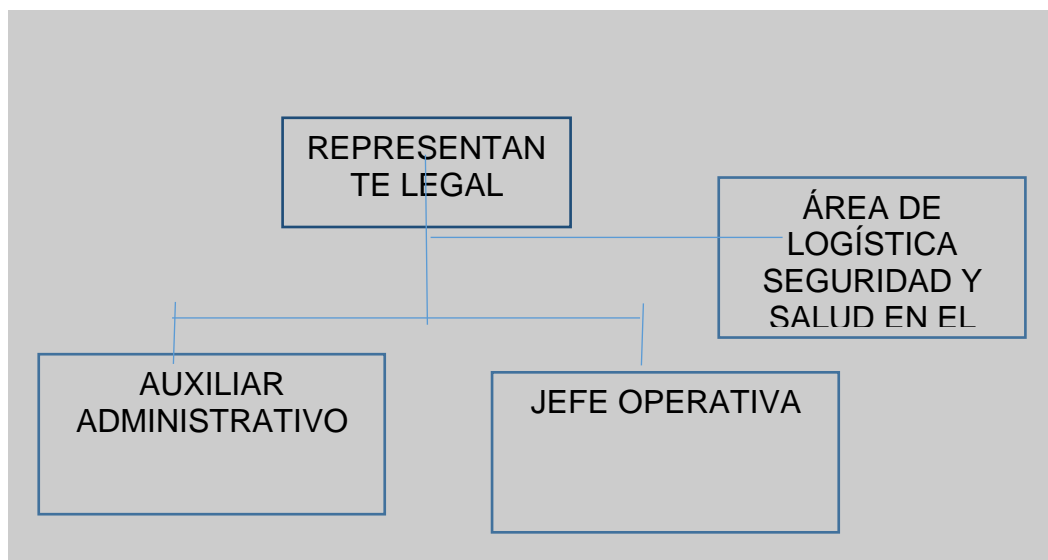 REPRESENTAN
TE LEGAL
ÁREA DE
LOGÍSTICA
SEGURIDAD Y
SALUD EN EL
AUXILIAR
ADMINISTRATIVO
JEFE OPERATIVA